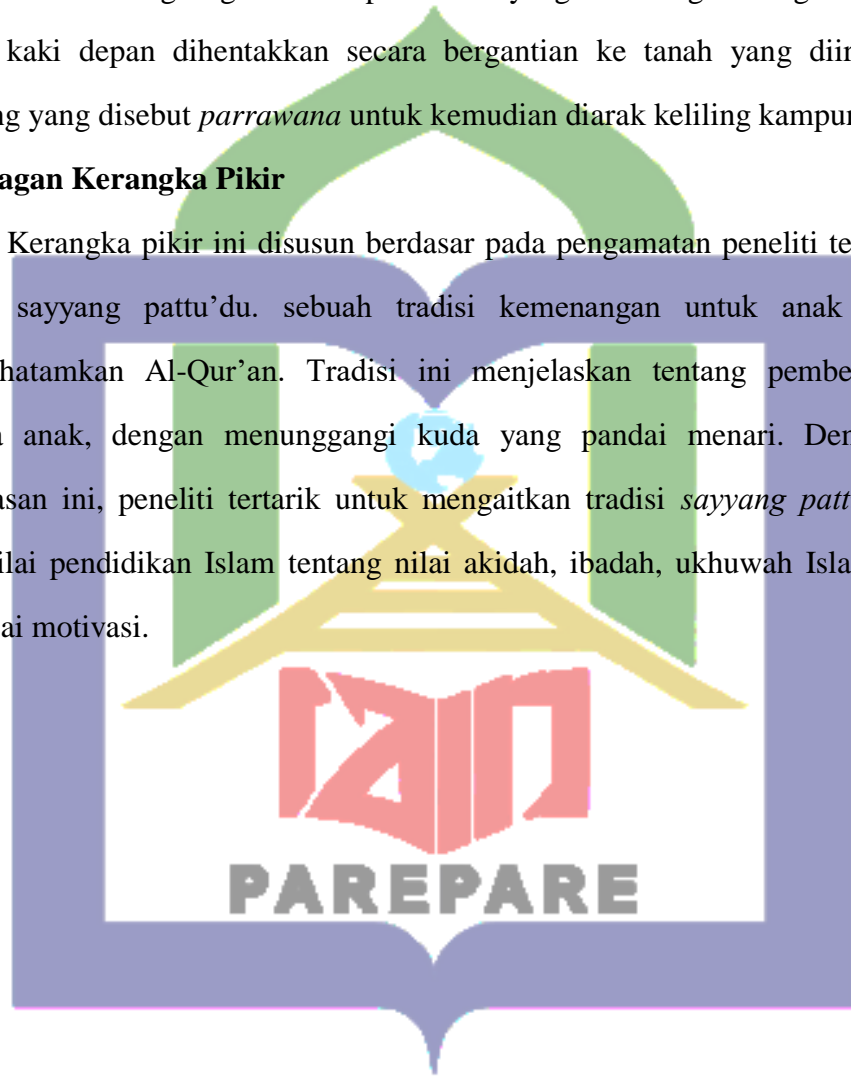 kaki depan dihentakkan secara bergantian ke tanah yang diir
ng yang disebut parrawana untuk kemudian diarak keliling kampu
agan Kerangka Pikir
Kerangka pikir ini disusun berdasar pada pengamatan peneliti te
sayyang pattu’du. sebuah tradisi kemenangan untuk anak
hatamkan Al-Qur’an. Tradisi ini menjelaskan tentang pembe
a anak, dengan menunggangi kuda yang pandai menari. Der
asan ini, peneliti tertarik untuk mengaitkan tradisi sayyang patt
ilai pendidikan Islam tentang nilai akidah, ibadah, ukhuwah Isla
ai motivasi.
iain
PAREPARE